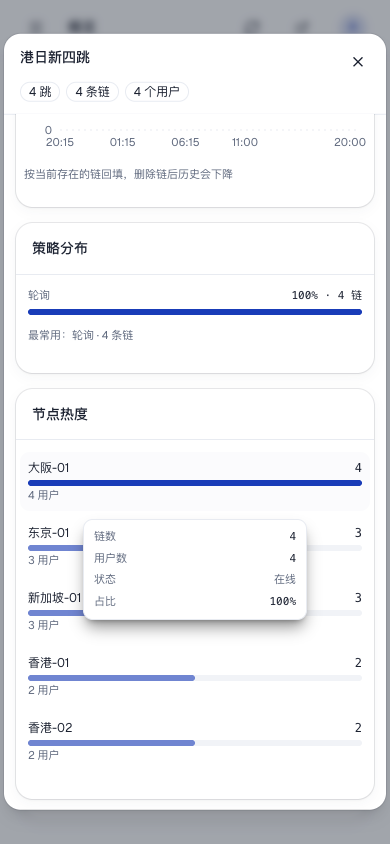 港日新四跳
4 跳
4 条链
4 个用户
0
20:15 01:15 06:15 11:00 20:00
按当前存在的链回填，删除链后历史会下降
策略分布
轮询 100% · 4 链
最常用：轮询 · 4 条链
节点热度
大阪-01 4
4 用户
东京-01 3
3 用户
新加坡-01 3
3 用户
链数 4
用户数 4
状态 在线
占比 100%
香港-01 2
2 用户
香港-02 2
2 用户